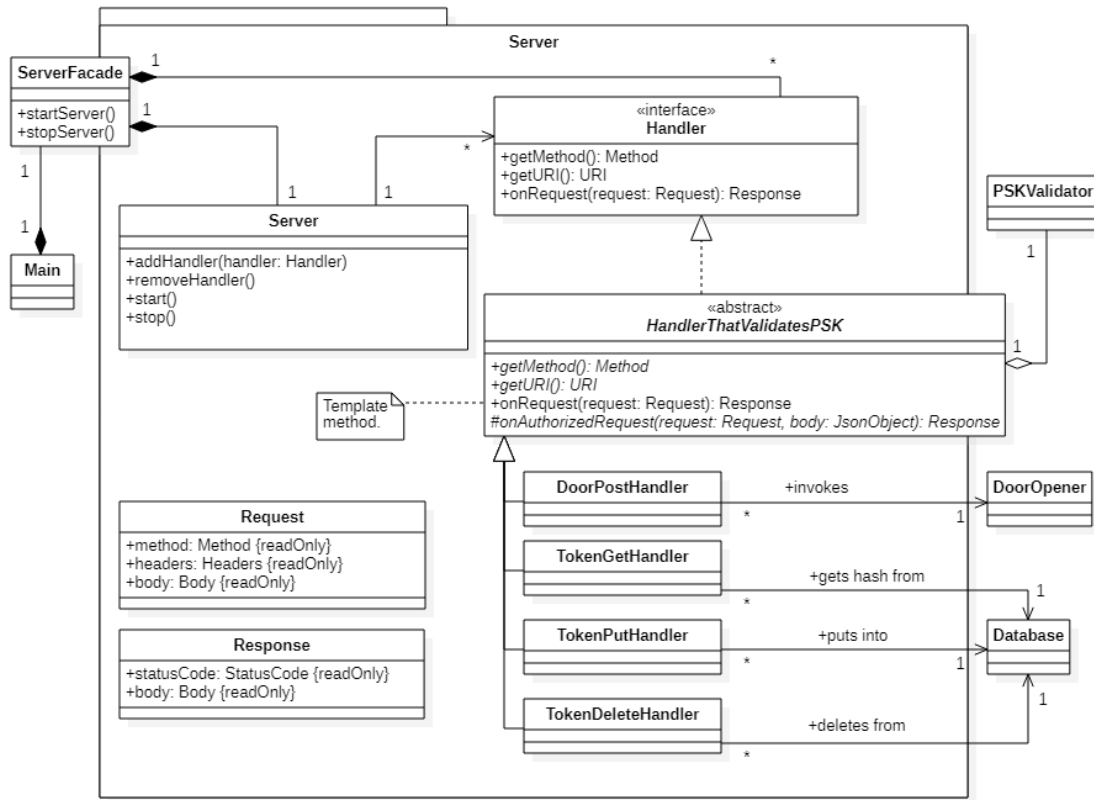 Server
ServerFacade
+startServer()
+stopServer()
1
*
1
«interface»
Handler
+getMethod(): Method
+getURI(): URI
+onRequest(request: Request): Response
*
1
1
1
1
Main
Server
+addHandler(handler: Handler)
+removeHandler()
+start()
+stop()
PSKValidator
1
«abstract»
HandlerThatValidatesPSK
1
+getMethod(): Method
+getURI(): URI
+onRequest(request: Request): Response
#onAuthorizedRequest(request: Request, body: JsonObject): Response
Template
method.
DoorPostHandler
+invokes
*
1
DoorOpener
TokenGetHandler
+gets hash from
*
1
TokenPutHandler
+puts into
*
1
Database
TokenDeleteHandler
+deletes from
*
1
Request
+method: Method {readOnly}
+headers: Headers {readOnly}
+body: Body {readOnly}
Response
+statusCode: StatusCode {readOnly}
+body: Body {readOnly}